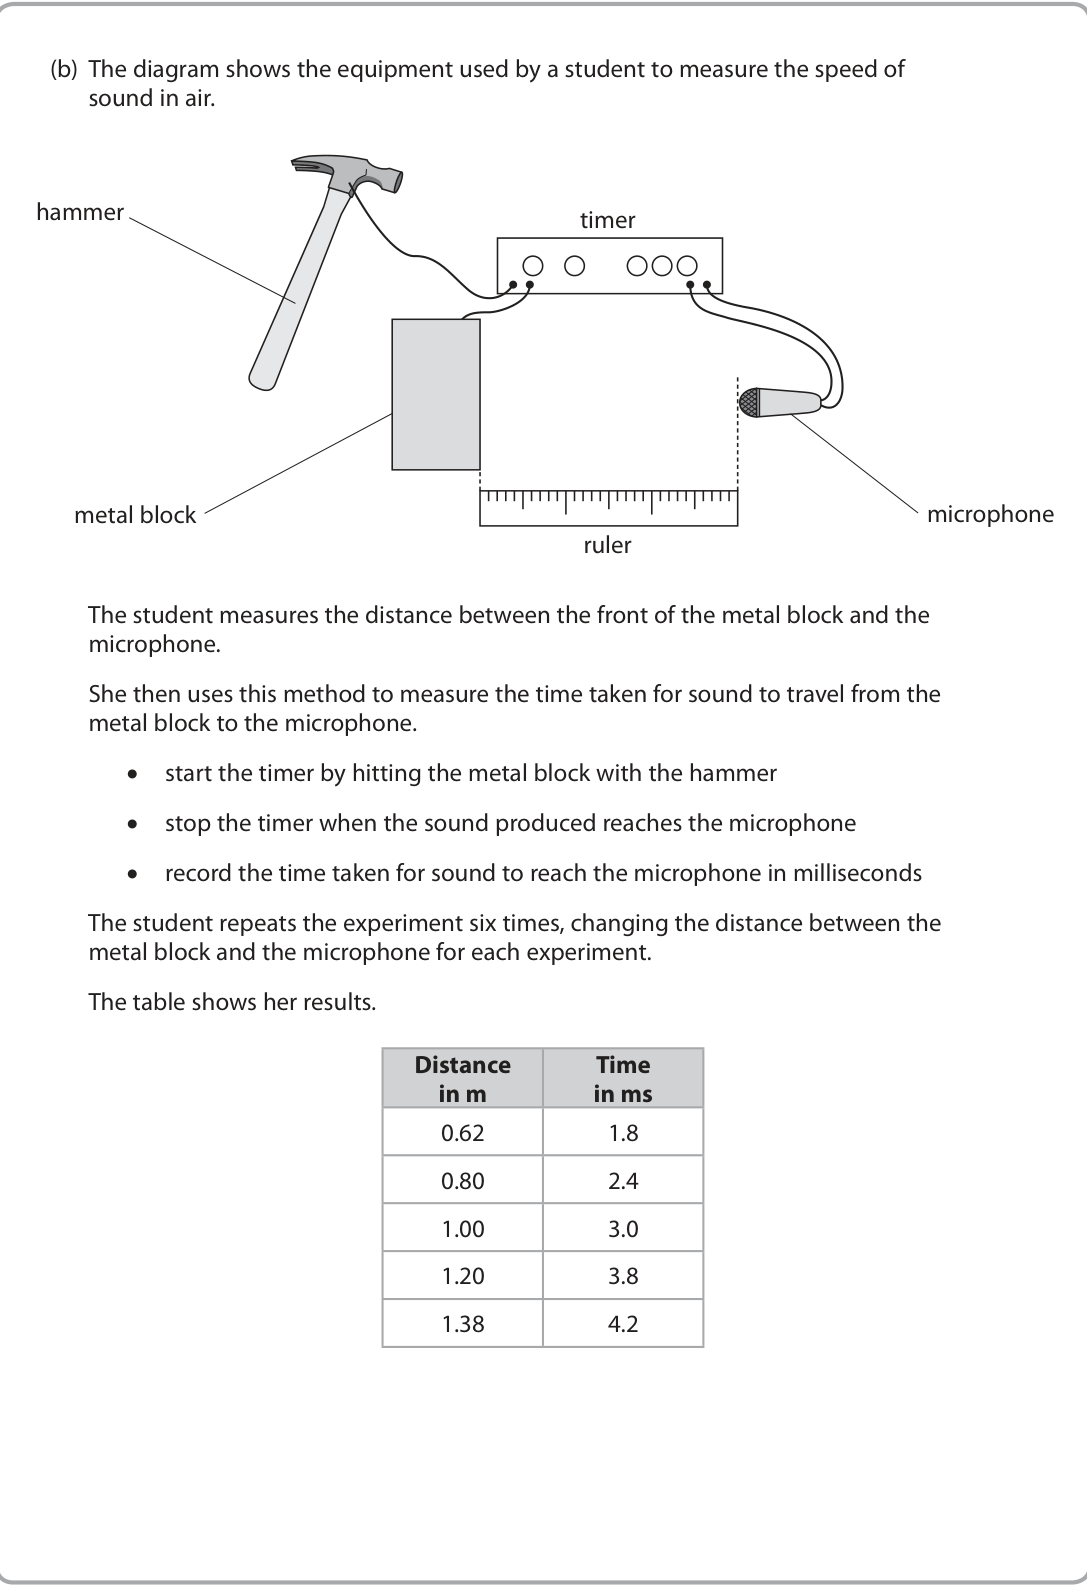 (b) The diagram shows the equipment used by a student to measure the speed of
sound in air.
hammer
timer
metal block
microphone
ruler
The student measures the distance between the front of the metal block and the
microphone.
She then uses this method to measure the time taken for sound to travel from the
metal block to the microphone.
• start the timer by hitting the metal block with the hammer
• stop the timer when the sound produced reaches the microphone
• record the time taken for sound to reach the microphone in milliseconds
The student repeats the experiment six times, changing the distance between the
metal block and the microphone for each experiment.
The table shows her results.
Distance Time
in m in ms
0.62 1.8
0.80 2.4
1.00 3.0
1.20 3.8
1.38 4.2